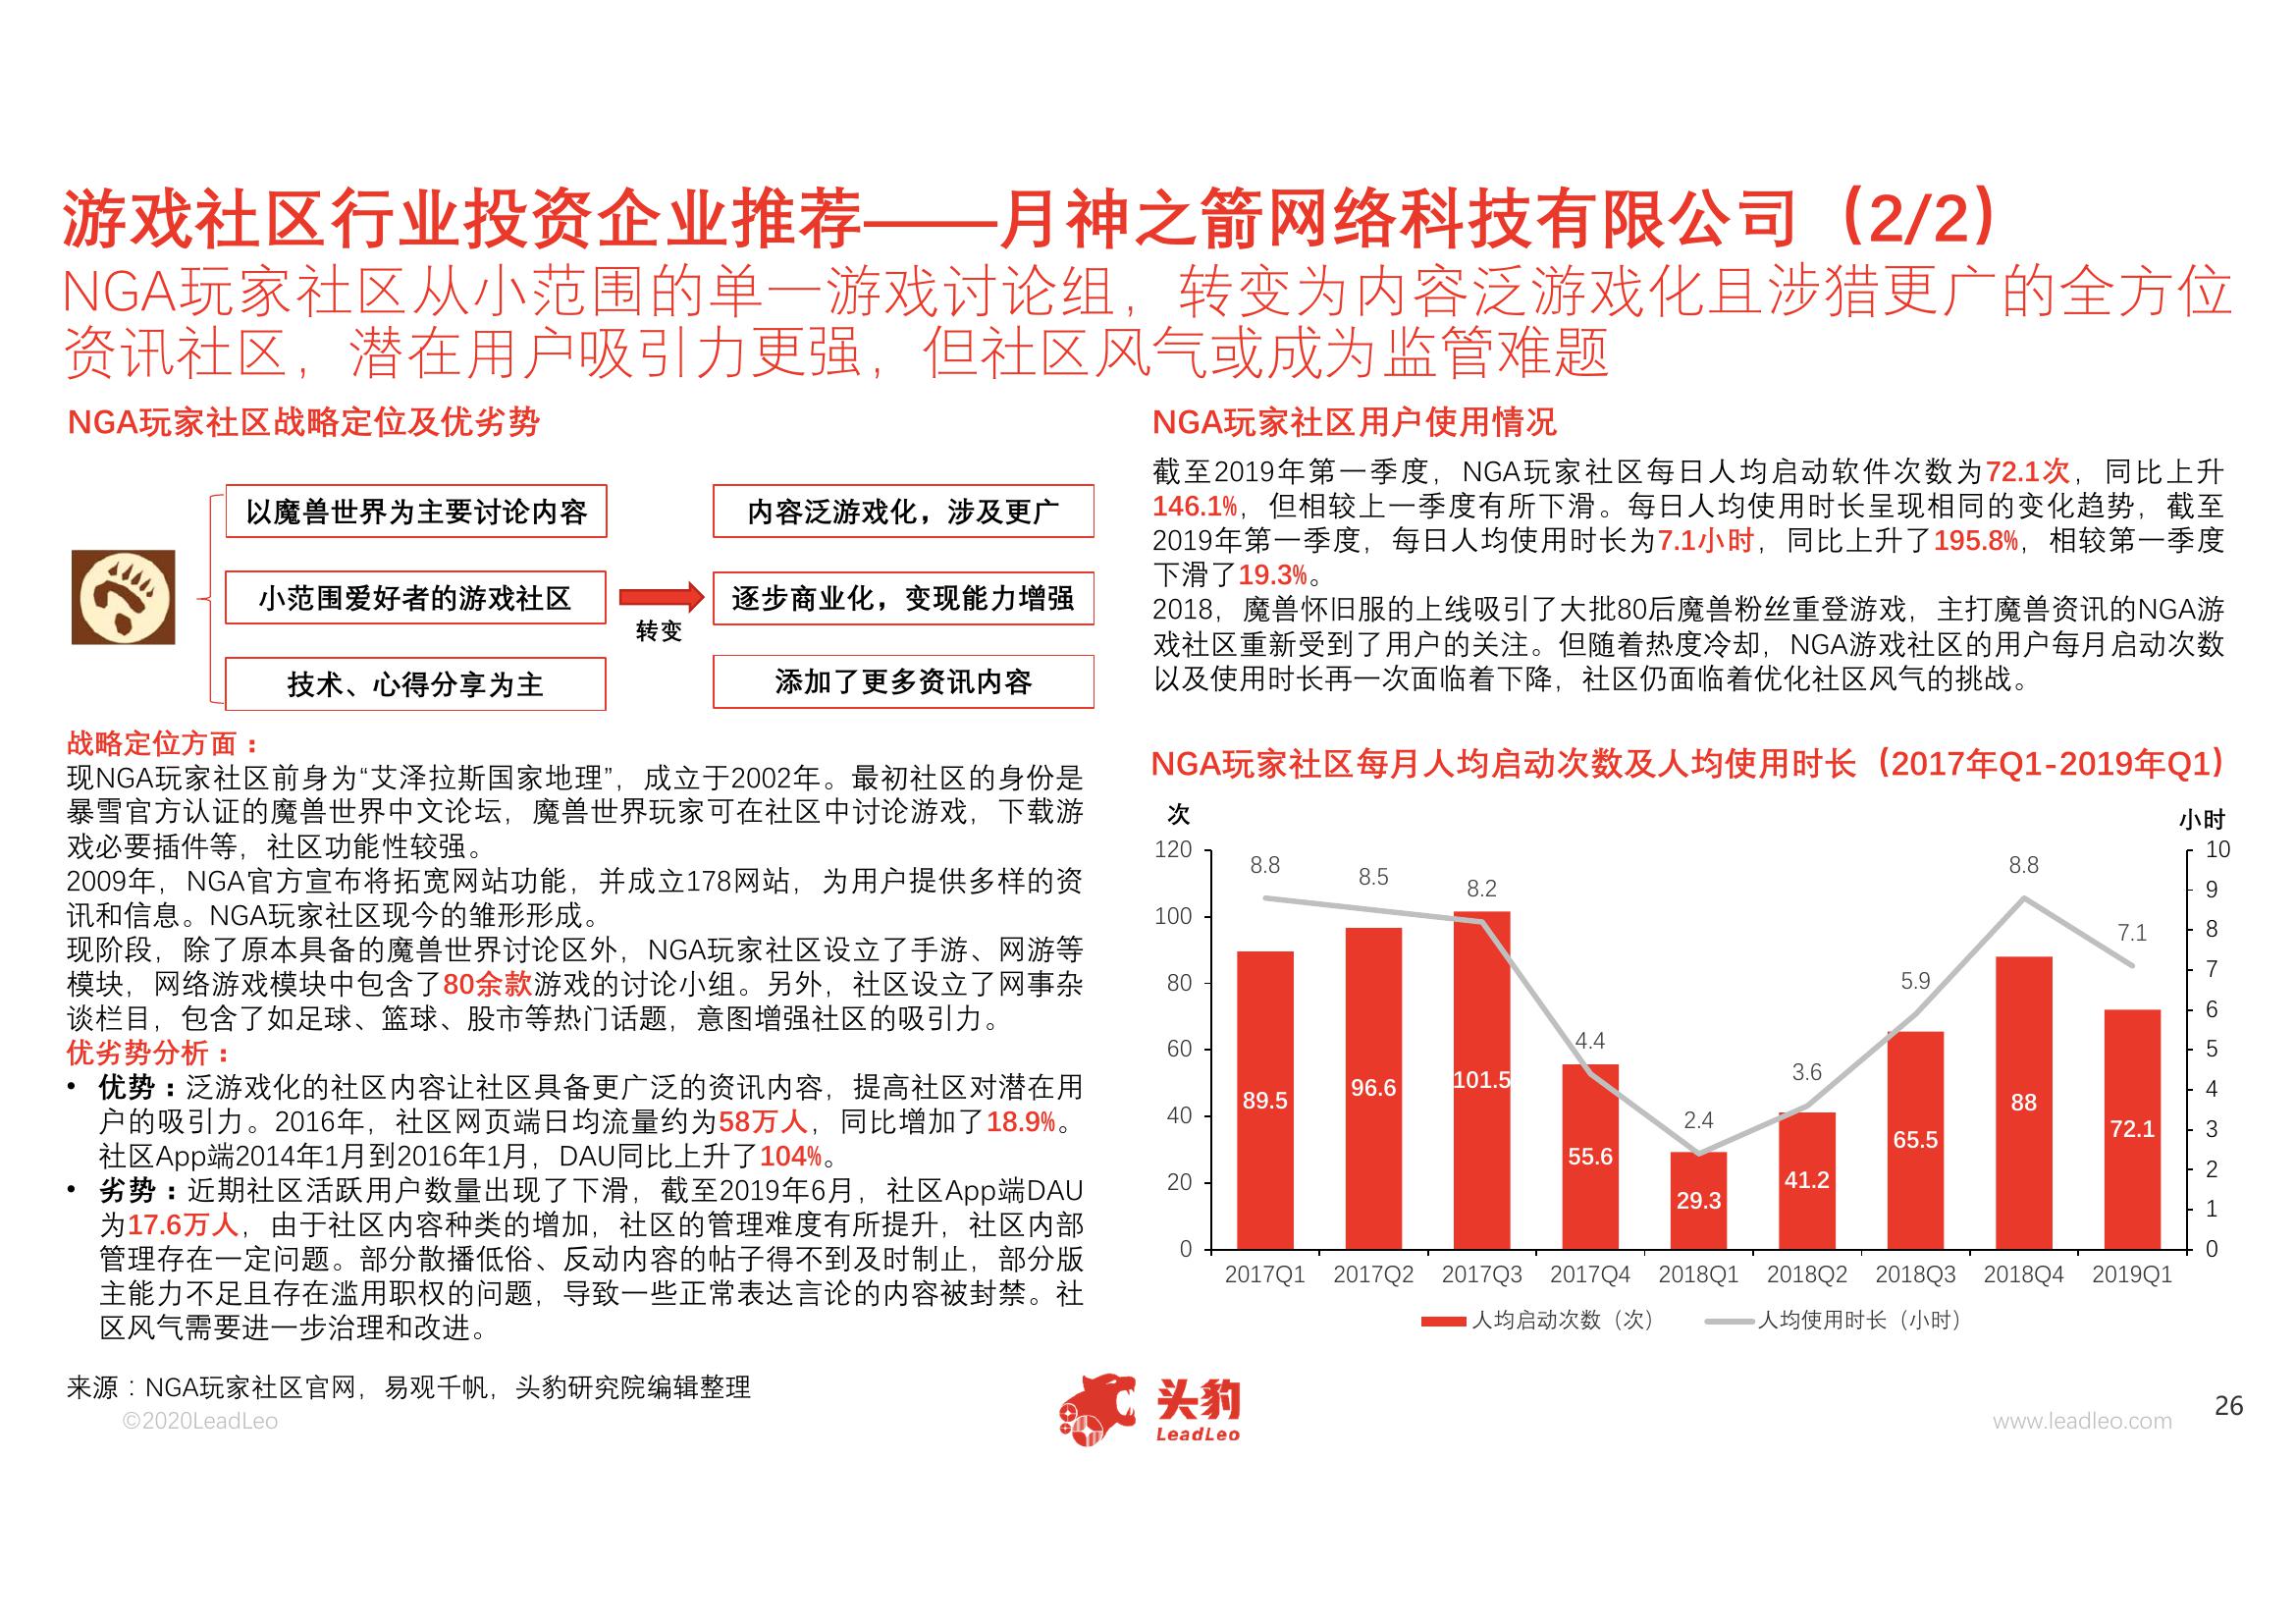 游戏社区行业投资企业推荐——月神之箭网络科技有限公司（2/2）
NGA玩家社区从小范围的单一游戏讨论组，转变为内容泛游戏化且涉猎更广的全方位
资讯社区，潜在用户吸引力更强，但社区风气或成为监管难题
NGA玩家社区战略定位及优劣势
以魔兽世界为主要讨论内容
小范围爱好者的游戏社区
技术、心得分享为主
转变
内容泛游戏化，涉及更广
逐步商业化，变现能力增强
添加了更多资讯内容
战略定位方面：
现NGA玩家社区前身为“艾泽拉斯国家地理”，成立于2002年。最初社区的身份是
暴雪官方认证的魔兽世界中文论坛，魔兽世界玩家可在社区中讨论游戏，下载游
戏必要插件等，社区功能性较强。
2009年，NGA官方宣布将拓宽网站功能，并成立178网站，为用户提供多样的资
讯和信息。NGA玩家社区现今的雏形形成。
现阶段，除了原本具备的魔兽世界讨论区外，NGA玩家社区设立了手游、网游等
模块，网络游戏模块中包含了80余款游戏的讨论小组。另外，社区设立了网事杂
谈栏目，包含了如足球、篮球、股市等热门话题，意图增强社区的吸引力。
优劣势分析：
• 优势：泛游戏化的社区内容让社区具备更广泛的资讯内容，提高社区对潜在用
户的吸引力。2016年，社区网页端日均流量约为58万人，同比增加了18.9%。
社区App端2014年1月到2016年1月，DAU同比上升了104%。
• 劣势：近期社区活跃用户数量出现了下滑，截至2019年6月，社区App端DAU
为17.6万人，由于社区内容种类的增加，社区的管理难度有所提升，社区内部
管理存在一定问题。部分散播低俗、反动内容的帖子得不到及时制止，部分版
主能力不足且存在滥用职权的问题，导致一些正常表达言论的内容被封禁。社
区风气需要进一步治理和改进。
NGA玩家社区用户使用情况
截至2019年第一季度，NGA玩家社区每日人均启动软件次数为72.1次，同比上升
146.1%，但相较上一季度有所下滑。每日人均使用时长呈现相同的变化趋势，截至
2019年第一季度，每日人均使用时长为7.1小时，同比上升了195.8%，相较第一季度
下滑了19.3%。
2018，魔兽怀旧服的上线吸引了大批80后魔兽粉丝重登游戏，主打魔兽资讯的NGA游
戏社区重新受到了用户的关注。但随着热度冷却，NGA游戏社区的用户每月启动次数
以及使用时长再一次面临着下降，社区仍面临着优化社区风气的挑战。
NGA玩家社区每月人均启动次数及人均使用时长（2017年Q1-2019年Q1）
次
小时
120
100
80
60
40
20
0
10
9
8
7
6
5
4
3
2
1
0
8.8
8.5
8.2
4.4
2.4
3.6
5.9
8.8
7.1
89.5
96.6
101.5
55.6
29.3
41.2
65.5
88
72.1
2017Q1 2017Q2 2017Q3 2017Q4 2018Q1 2018Q2 2018Q3 2018Q4 2019Q1
人均启动次数（次） 人均使用时长（小时）
来源：NGA玩家社区官网，易观千帆，头豹研究院编辑整理
©2020LeadLeo
头豹
LeadLeo
www.leadleo.com
26